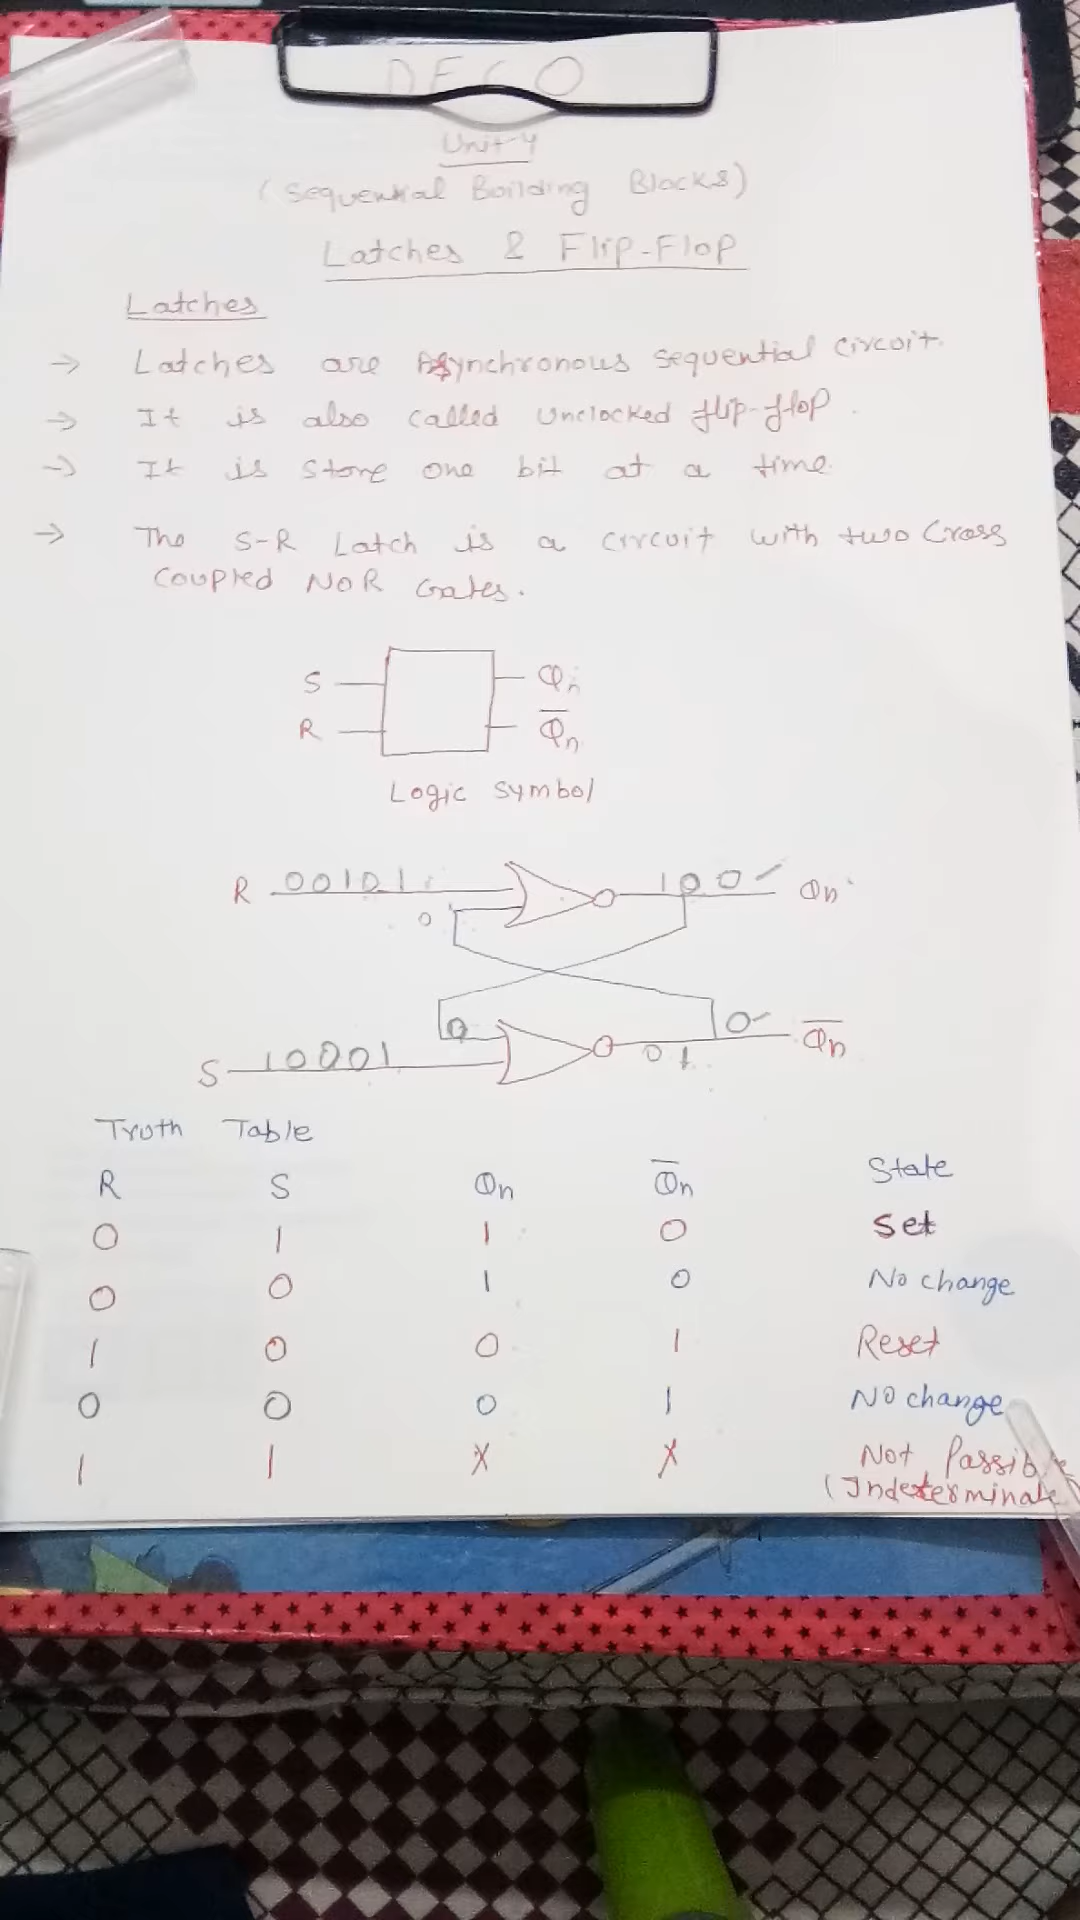 DECO
Unit 4
(Sequential Building Blocks)
Latches & Flip-Flop
Latches
→ Latches are Asynchronous sequential circuit.
→ It is also called unclocked flip-flop.
→ It is store one bit at a time.
→ The S-R Latch is a circuit with two Cross
Coupled NOR Gates.
S Qn
R Q̅n
Logic symbol
R 00101 100 Qn
0
0 0
S 10001 01 Q̅n
Truth Table
R S Qn Q̅n State
0 1 1 0 Set
0 0 1 0 No change
1 0 0 1 Reset
0 0 0 1 No change
1 1 X X Not Passible
(Indeterminate